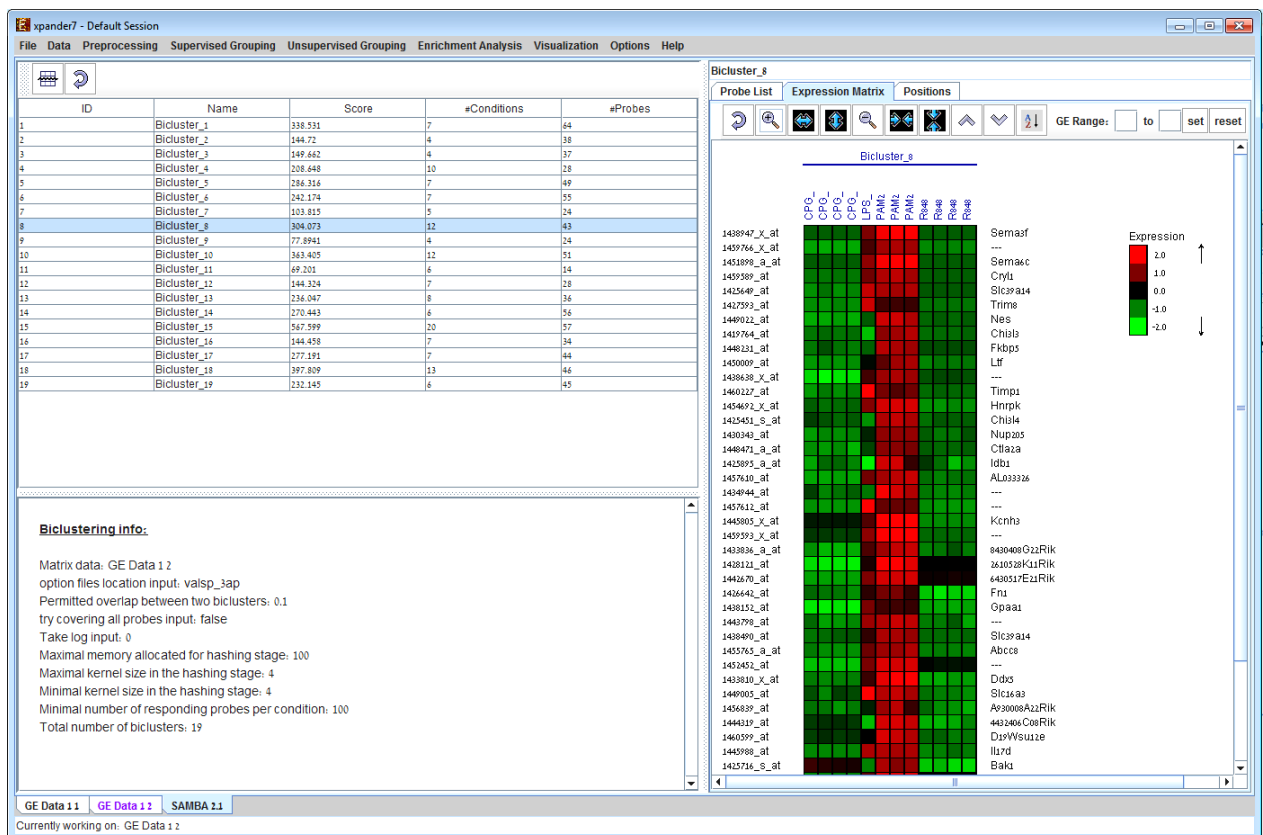 xpander7 - Default Session
File Data Preprocessing Supervised Grouping Unsupervised Grouping Enrichment Analysis Visualization Options Help
ID Name Score #Conditions #Probes
1 Bicluster_1 338.531 7 64
2 Bicluster_2 144.72 4 38
3 Bicluster_3 149.662 4 37
4 Bicluster_4 208.648 10 28
5 Bicluster_5 286.316 7 49
6 Bicluster_6 242.174 7 55
7 Bicluster_7 103.815 5 24
8 Bicluster_8 304.073 12 43
9 Bicluster_9 77.8941 4 24
10 Bicluster_10 363.405 12 51
11 Bicluster_11 69.201 6 14
12 Bicluster_12 144.324 7 28
13 Bicluster_13 236.047 8 36
14 Bicluster_14 270.443 6 56
15 Bicluster_15 567.599 20 57
16 Bicluster_16 144.458 7 34
17 Bicluster_17 277.191 7 44
18 Bicluster_18 397.809 13 46
19 Bicluster_19 232.145 6 45
Biclustering info:
Matrix data: GE Data 1 2
option files location input: valsp_3ap
Permitted overlap between two biclusters: 0.1
try covering all probes input: false
Take log input: 0
Maximal memory allocated for hashing stage: 100
Maximal kernel size in the hashing stage: 4
Minimal kernel size in the hashing stage: 4
Minimal number of responding probes per condition: 100
Total number of biclusters: 19
Bicluster_8
Probe List Expression Matrix Positions
GE Range: to set reset
Bicluster_8
CPG_ CPG_ CPG_ CPG_ LPS_ PAM2 PAM2 PAM2 R848 R848 R848 R848
1438947_x_at Sema3f
1459766_x_at ---
1451898_a_at Sema6c
1459589_at Cryl1
1425649_at Slc39a14
1427593_at Trim8
1449022_at Nes
1419764_at Chi3l3
1448231_at Fkbp5
1450009_at Ltf
1438638_x_at ---
1460227_at Timp1
1454692_x_at Hnrpk
1425451_s_at Chi3l4
1430343_at Nup205
1448471_a_at Ctla2a
1425895_a_at Idb1
1457610_at AL033326
1434944_at ---
1457612_at ---
1445805_x_at Kcnh3
1459593_x_at ---
1433836_a_at 8430408G22Rik
1428121_at 2610528K11Rik
1442670_at 6430517E21Rik
1426642_at Fn1
1438152_at Gpaa1
1443798_at ---
1438490_at Slc39a14
1455765_a_at Abcc8
1452452_at ---
1433810_x_at Ddx5
1449005_at Slc16a3
1456839_at A930008A22Rik
1444319_at 4432406C08Rik
1460599_at D19Wsu12e
1445988_at Il17d
1425716_s_at Bak1
Expression
2.0
1.0
0.0
-1.0
-2.0
GE Data 1 1 GE Data 1 2 SAMBA 2.1
Currently working on: GE Data 1 2